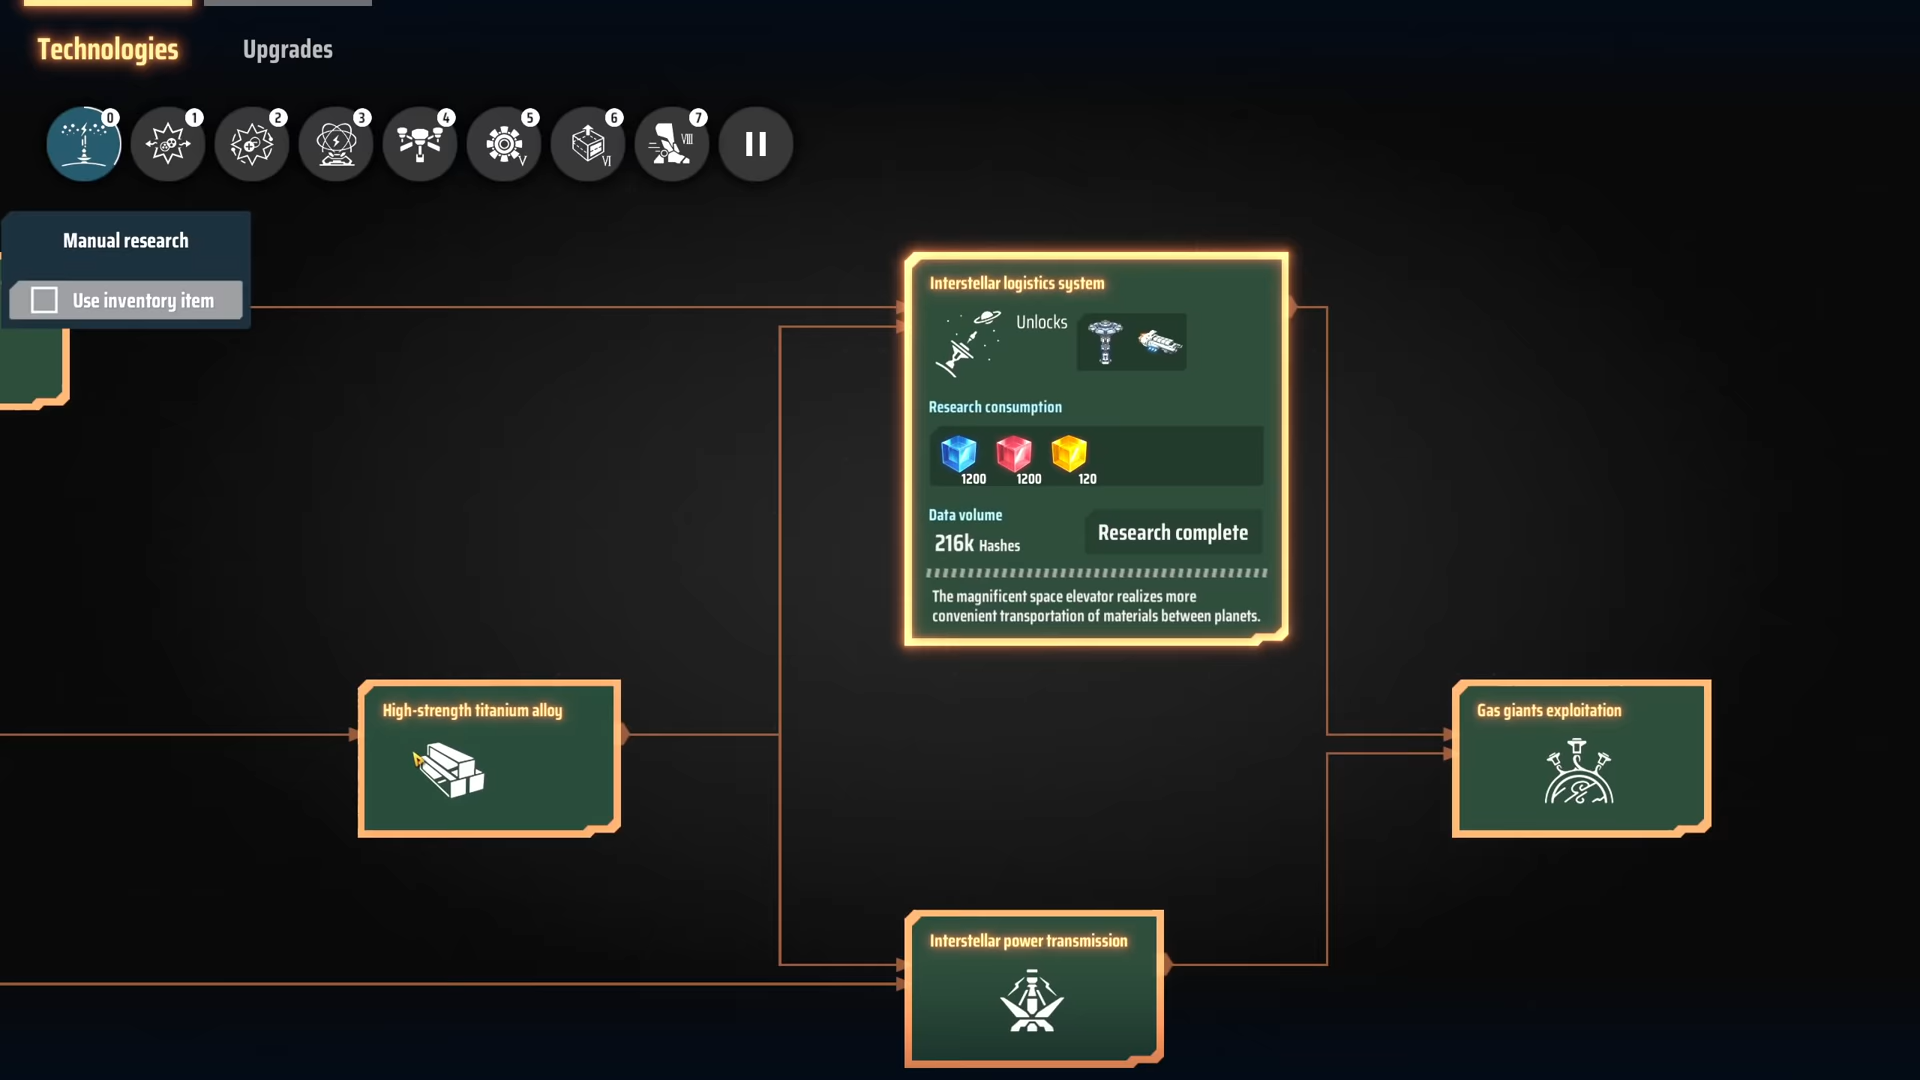 Technologies
Upgrades
0
1
2
3
4
5
V
6
VI
7
VIII
Manual research
Use inventory item
Interstellar logistics system
Unlocks
Research consumption
1200
1200
120
Data volume
216k Hashes
Research complete
The magnificent space elevator realizes more
convenient transportation of materials between planets.
High-strength titanium alloy
Gas giants exploitation
Interstellar power transmission